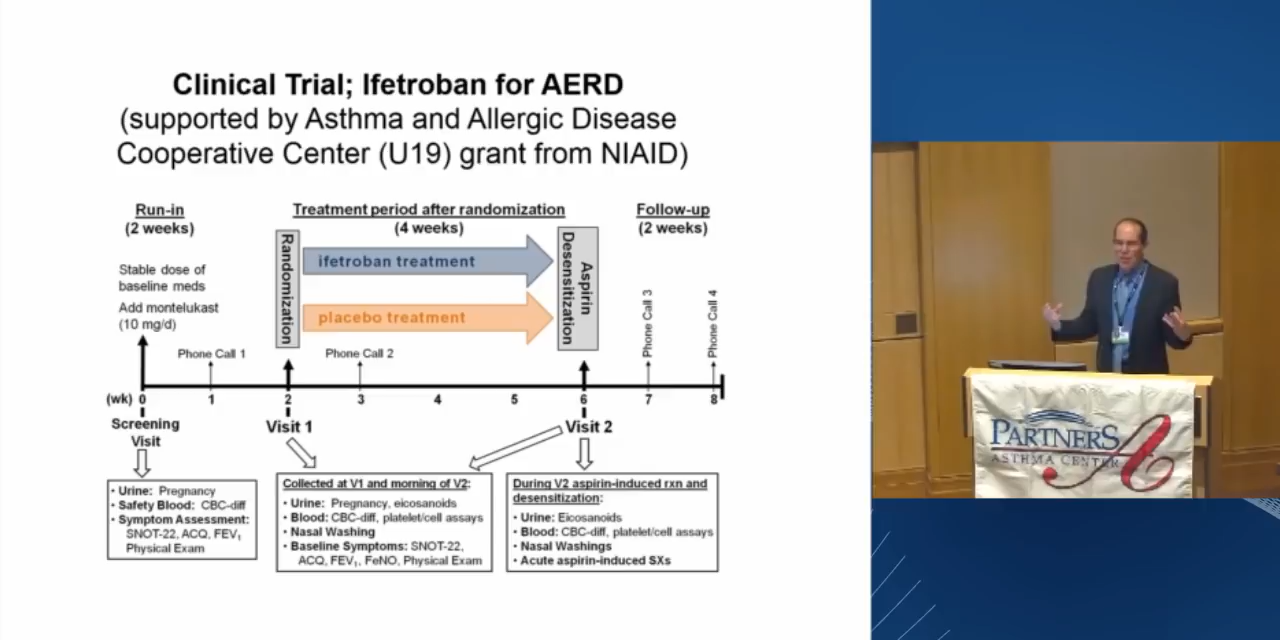 Clinical Trial; Ifetroban for AERD
(supported by Asthma and Allergic Disease
Cooperative Center (U19) grant from NIAID)
Run-in
(2 weeks)
Treatment period after randomization
(4 weeks)
Follow-up
(2 weeks)
Stable dose of
baseline meds
Add montelukast
(10 mg/d)
Randomization
ifetroban treatment
placebo treatment
Aspirin
Desensitization
Phone Call 1
Phone Call 2
Phone Call 3
Phone Call 4
(wk) 0 1 2 3 4 5 6 7 8
Screening
Visit
Visit 1
Visit 2
• Urine: Pregnancy
• Safety Blood: CBC-diff
• Symptom Assessment:
SNOT-22, ACQ, FEV₁
Physical Exam
Collected at V1 and morning of V2:
• Urine: Pregnancy, eicosanoids
• Blood: CBC-diff, platelet/cell assays
• Nasal Washing
• Baseline Symptoms: SNOT-22,
ACQ, FEV₁, FeNO, Physical Exam
During V2 aspirin-induced rxn and
desensitization:
• Urine: Eicosanoids
• Blood: CBC-diff, platelet/cell assays
• Nasal Washings
• Acute aspirin-induced SXs
PARTNERS
ASTHMA CENTER